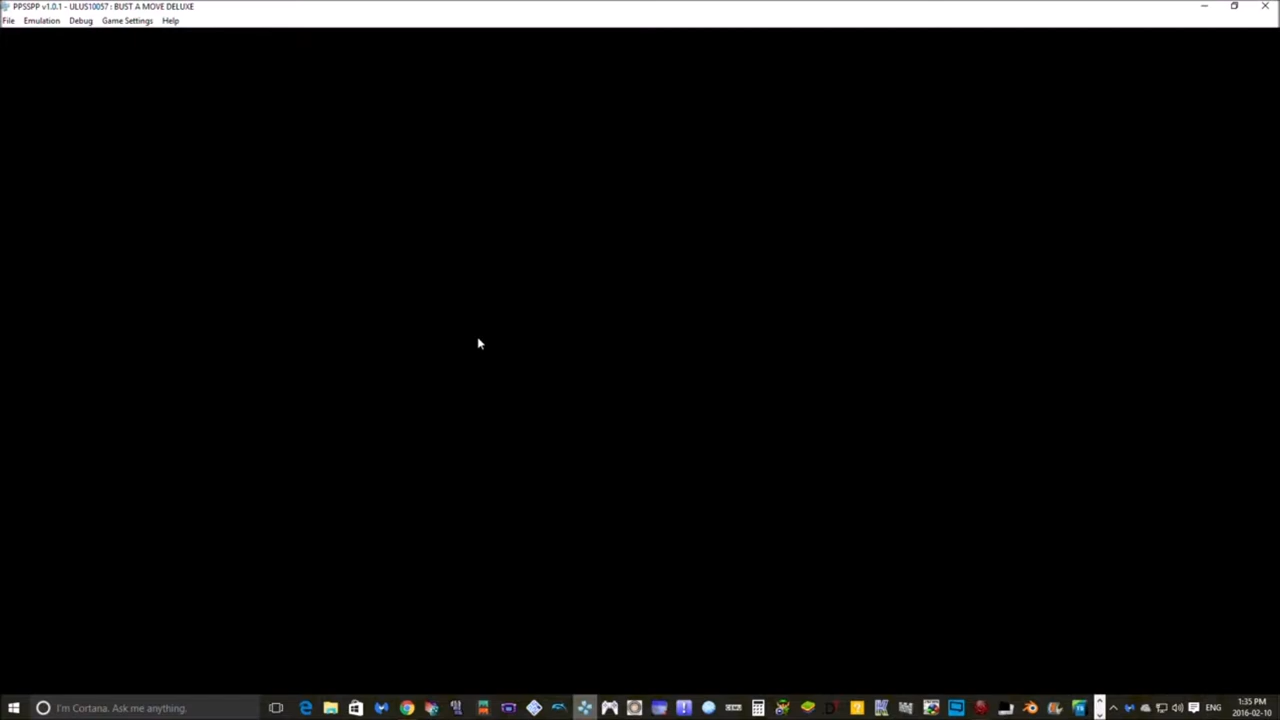 PPSSPP v1.0.1 - ULUS10057 : BUST A MOVE DELUXE
File Emulation Debug Game Settings Help
I'm Cortana. Ask me anything.
ENG
1:35 PM
2016-02-10